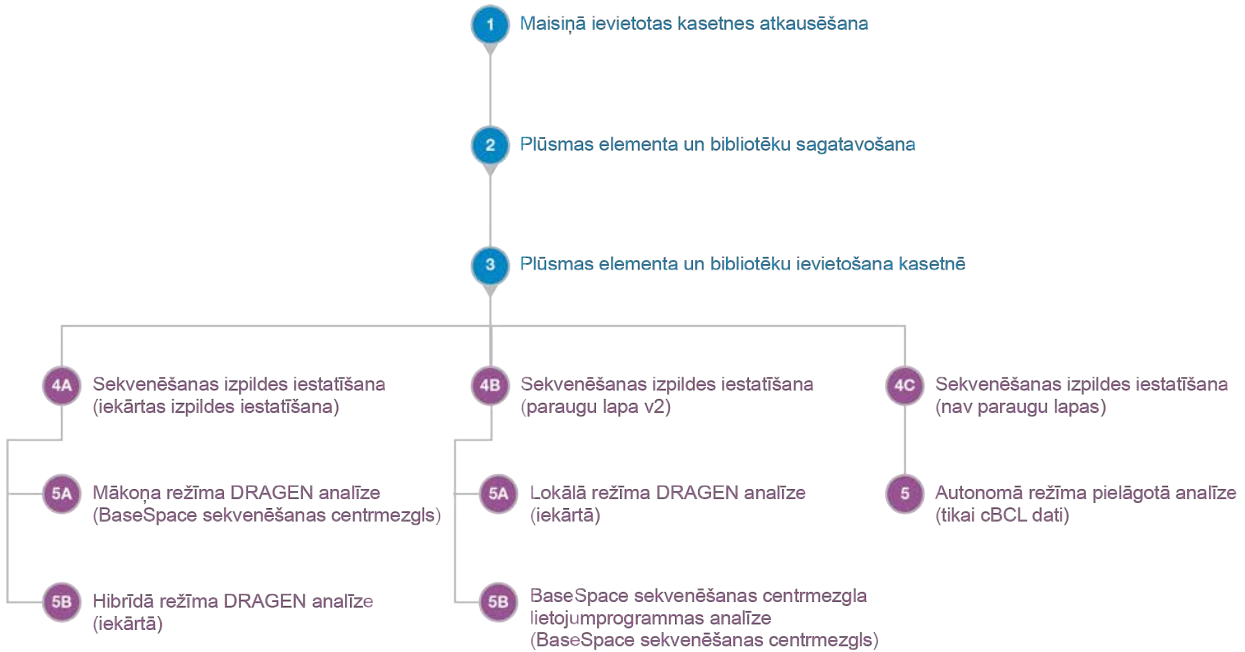 1 Maisiņā ievietotas kasetnes atkausēšana
2 Plūsmas elementa un bibliotēku sagatavošana
3 Plūsmas elementa un bibliotēku ievietošana kasetnē
4A Sekvenēšanas izpildes iestatīšana
(iekārtas izpildes iestatīšana)
5A Mākoņa režīma DRAGEN analīze
(BaseSpace sekvenēšanas centrmezgls)
5B Hibrīdā režīma DRAGEN analīze
(iekārtā)
4B Sekvenēšanas izpildes iestatīšana
(paraugu lapa v2)
5A Lokālā režīma DRAGEN analīze
(iekārtā)
5B BaseSpace sekvenēšanas centrmezgla
lietojumprogrammas analīze
(BaseSpace sekvenēšanas centrmezgls)
4C Sekvenēšanas izpildes iestatīšana
(nav paraugu lapas)
5 Autonomā režīma pielāgotā analīze
(tikai cBCL dati)